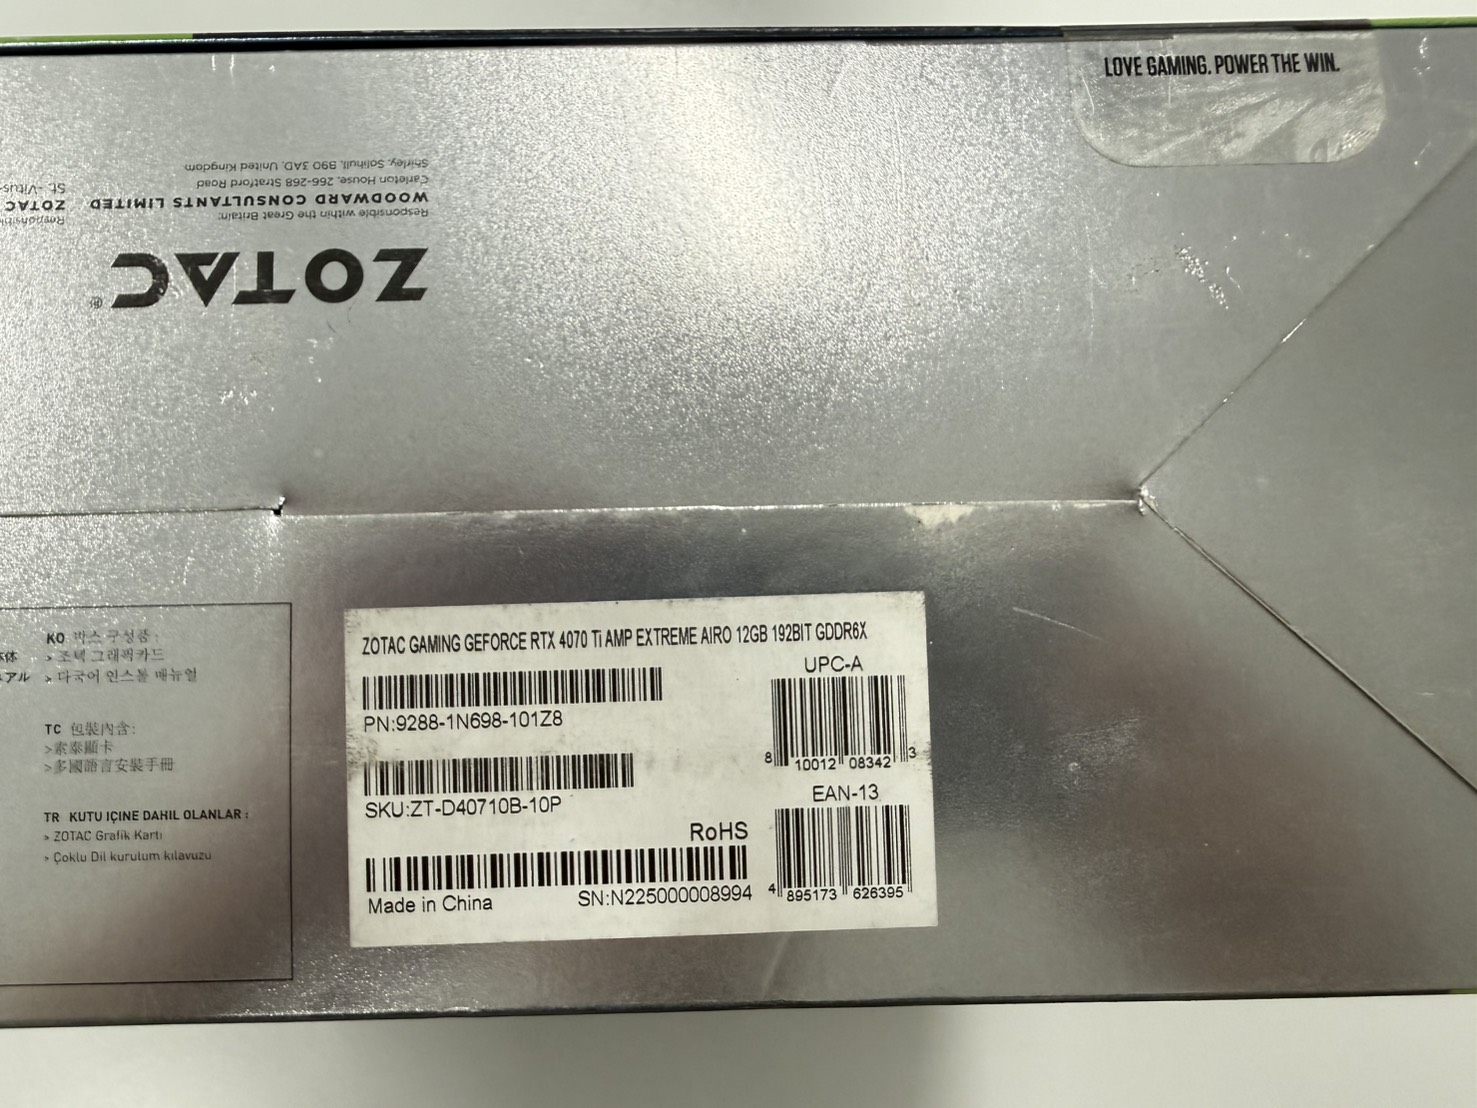 LOVE GAMING. POWER THE WIN.
ZOTAC®
Responsible within the Great Britain:
WOODWARD CONSULTANTS LIMITED
Carleton House, 266-268 Stratford Road
Shirley, Solihull, B90 3AD, United Kingdom
ZOTAC
St.-Vitus-
KO 박스 구성품 :
> 조택 그래픽카드
> 다국어 인스톨 매뉴얼
TC 包裝內含:
>索泰顯卡
>多國語言安裝手冊
TR KUTU IÇINE DAHIL OLANLAR :
> ZOTAC Grafik Kartı
> Çoklu Dil kurulum kılavuzu
ZOTAC GAMING GEFORCE RTX 4070 Ti AMP EXTREME AIRO 12GB 192BIT GDDR6X
PN:9288-1N698-101Z8
SKU:ZT-D40710B-10P
RoHS
Made in China
SN:N225000008994
UPC-A
8 10012 08342 3
EAN-13
4 895173 626395